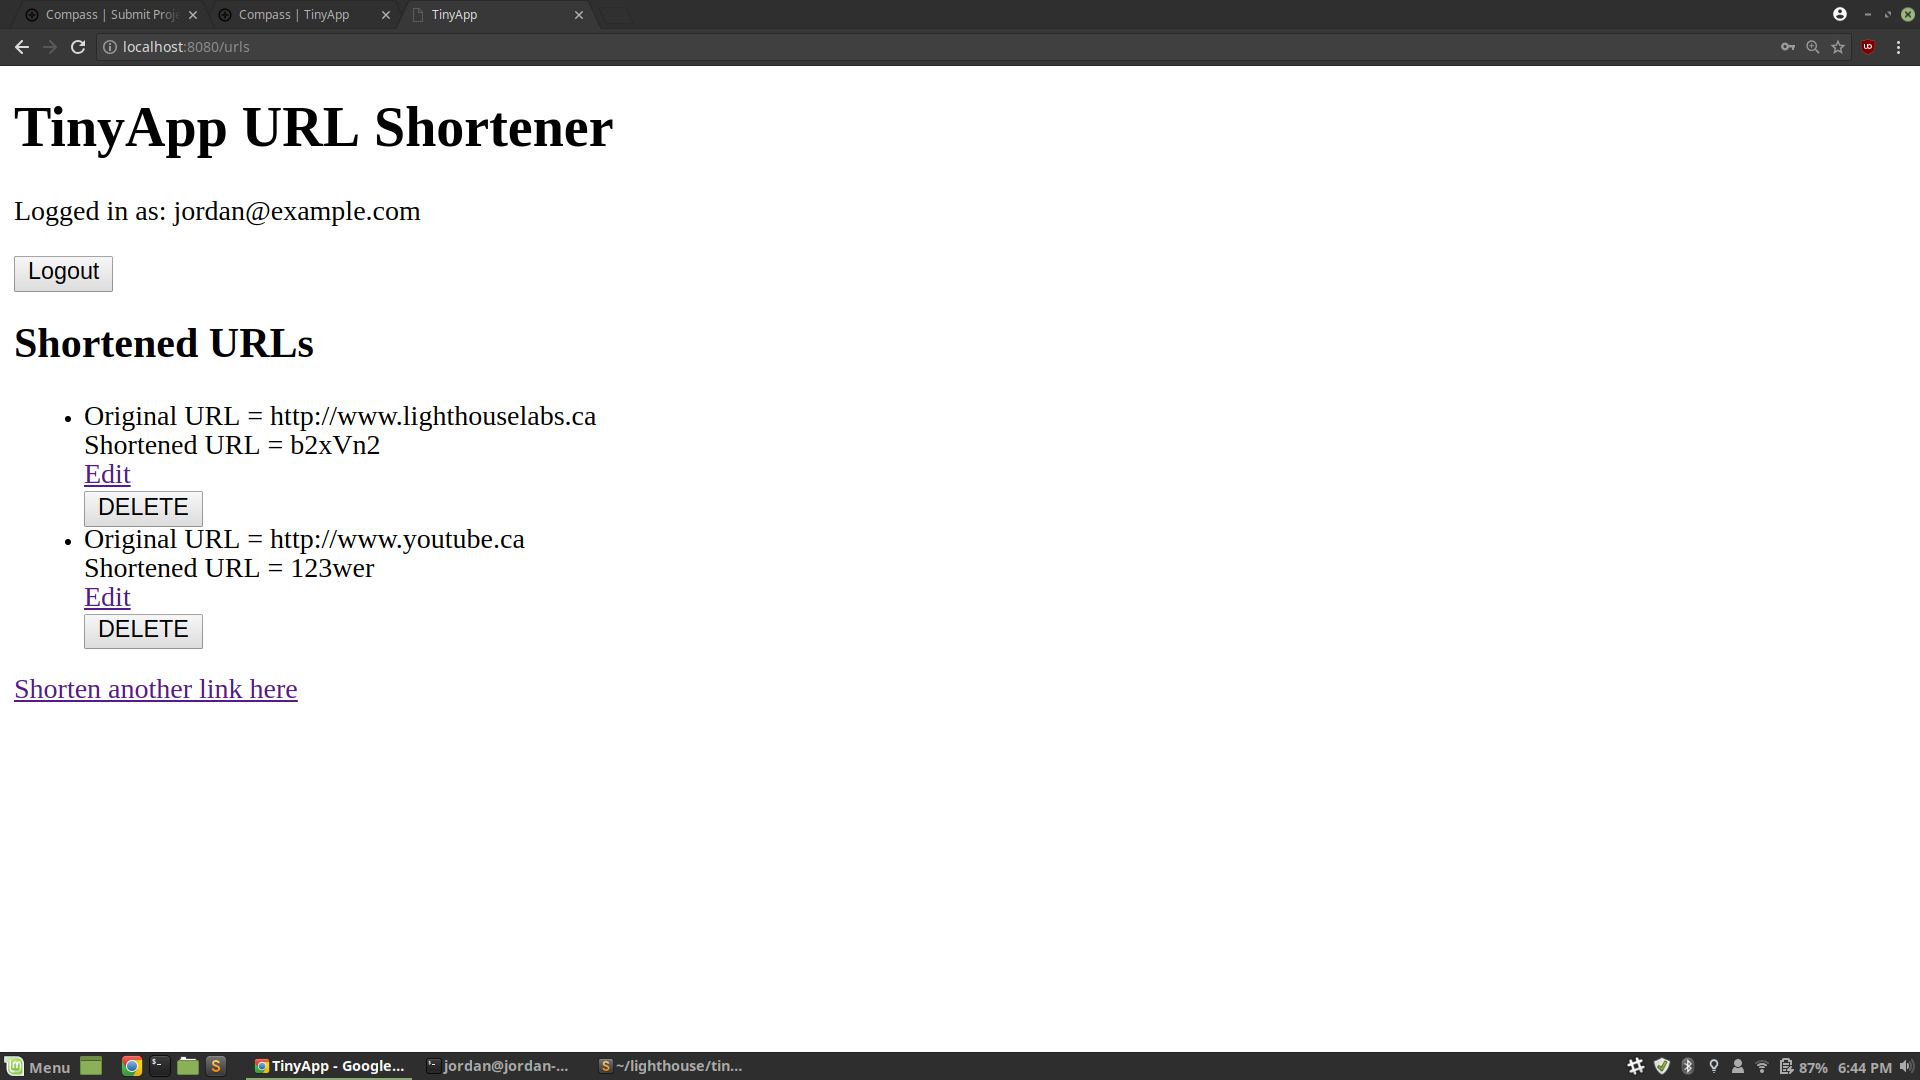 Compass | Submit Proje
Compass | TinyApp
TinyApp
localhost:8080/urls
TinyApp URL Shortener
Logged in as: jordan@example.com
Logout
Shortened URLs
Original URL = http://www.lighthouselabs.ca
Shortened URL = b2xVn2
Edit
DELETE
Original URL = http://www.youtube.ca
Shortened URL = 123wer
Edit
DELETE
Shorten another link here
Menu
TinyApp - Google...
jordan@jordan-...
~/lighthouse/tin...
87%
6:44 PM